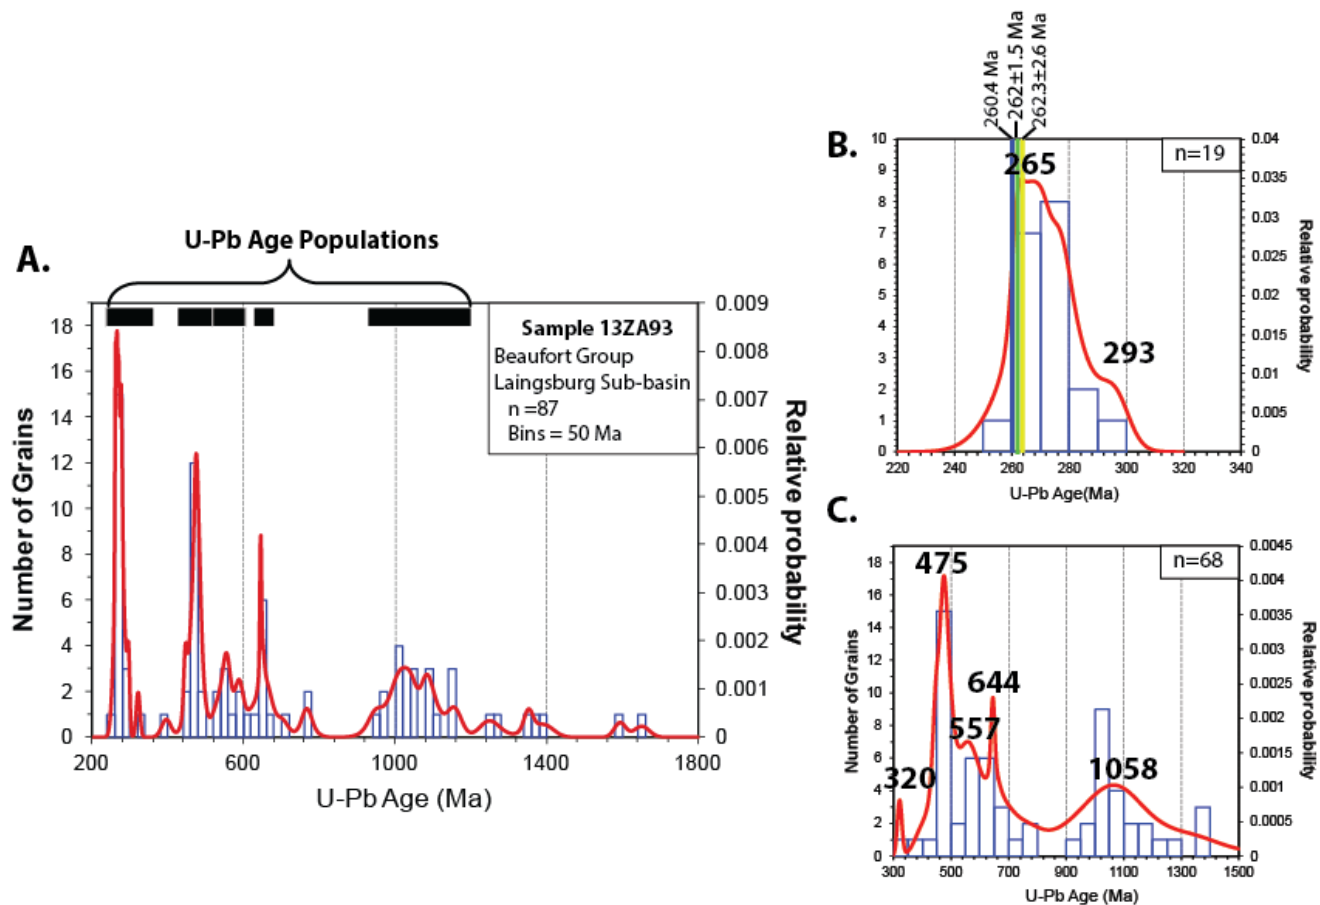 A.
U-Pb Age Populations
Sample 13ZA93
Beaufort Group
Laingsburg Sub-basin
n =87
Bins = 50 Ma
Number of Grains
18
16
14
12
10
8
6
4
2
0
0.009
0.008
0.007
0.006
0.005
0.004
0.003
0.002
0.001
0
Relative probability
200 600 1000 1400 1800
U-Pb Age (Ma)
B.
260.4 Ma
262±1.5 Ma
262.3±2.6 Ma
n=19
265
293
10
9
8
7
6
5
4
3
2
1
0
0.04
0.035
0.03
0.025
0.02
0.015
0.01
0.005
0
Relative probability
220 240 260 280 300 320 340
U-Pb Age(Ma)
C.
n=68
475
644
557
320
1058
Number of Grains
18
16
14
12
10
8
6
4
2
0
0.0045
0.004
0.0035
0.003
0.0025
0.002
0.0015
0.001
0.0005
0
Relative probability
300 500 700 900 1100 1300 1500
U-Pb Age (Ma)